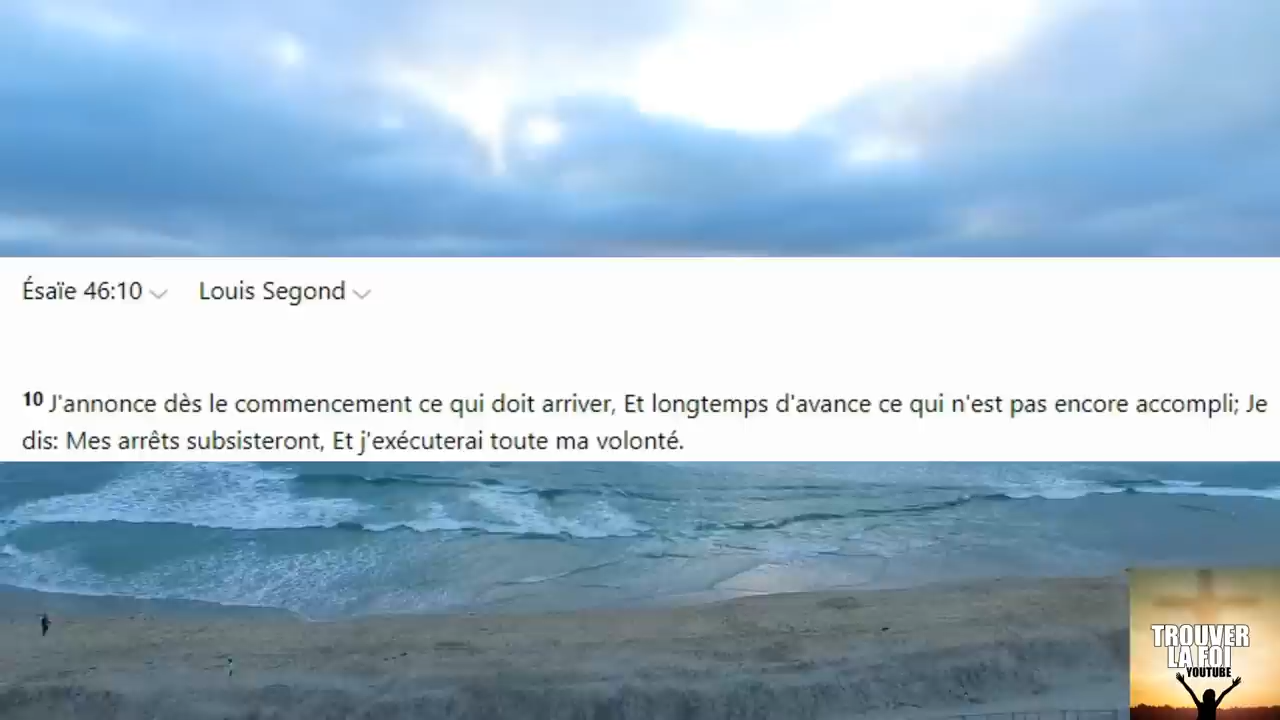 Ésaïe 46:10 Louis Segond
10 J'annonce dès le commencement ce qui doit arriver, Et longtemps d'avance ce qui n'est pas encore accompli; Je
dis: Mes arrêts subsisteront, Et j'exécuterai toute ma volonté.
TROUVER
LA FOI
YOUTUBE